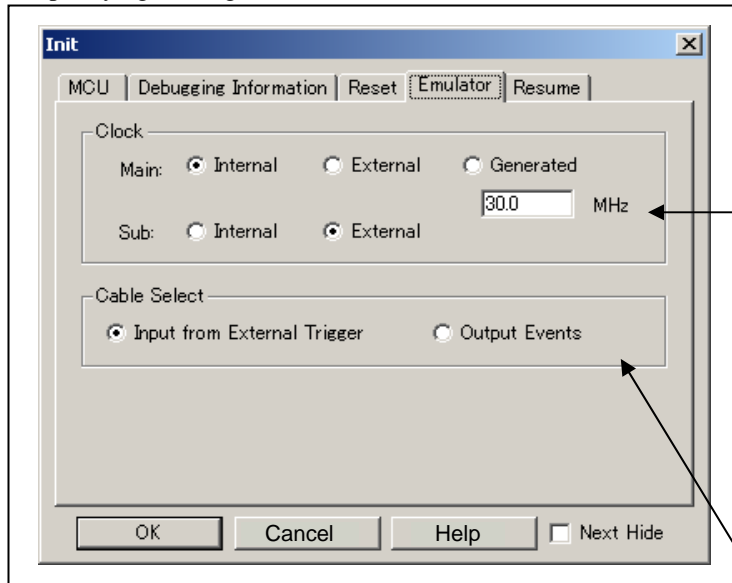 Init
MCU Debugging Information Reset Emulator Resume
Clock
Main: Internal External Generated
30.0 MHz
Sub: Internal External
Cable Select
Input from External Trigger Output Events
OK Cancel Help Next Hide